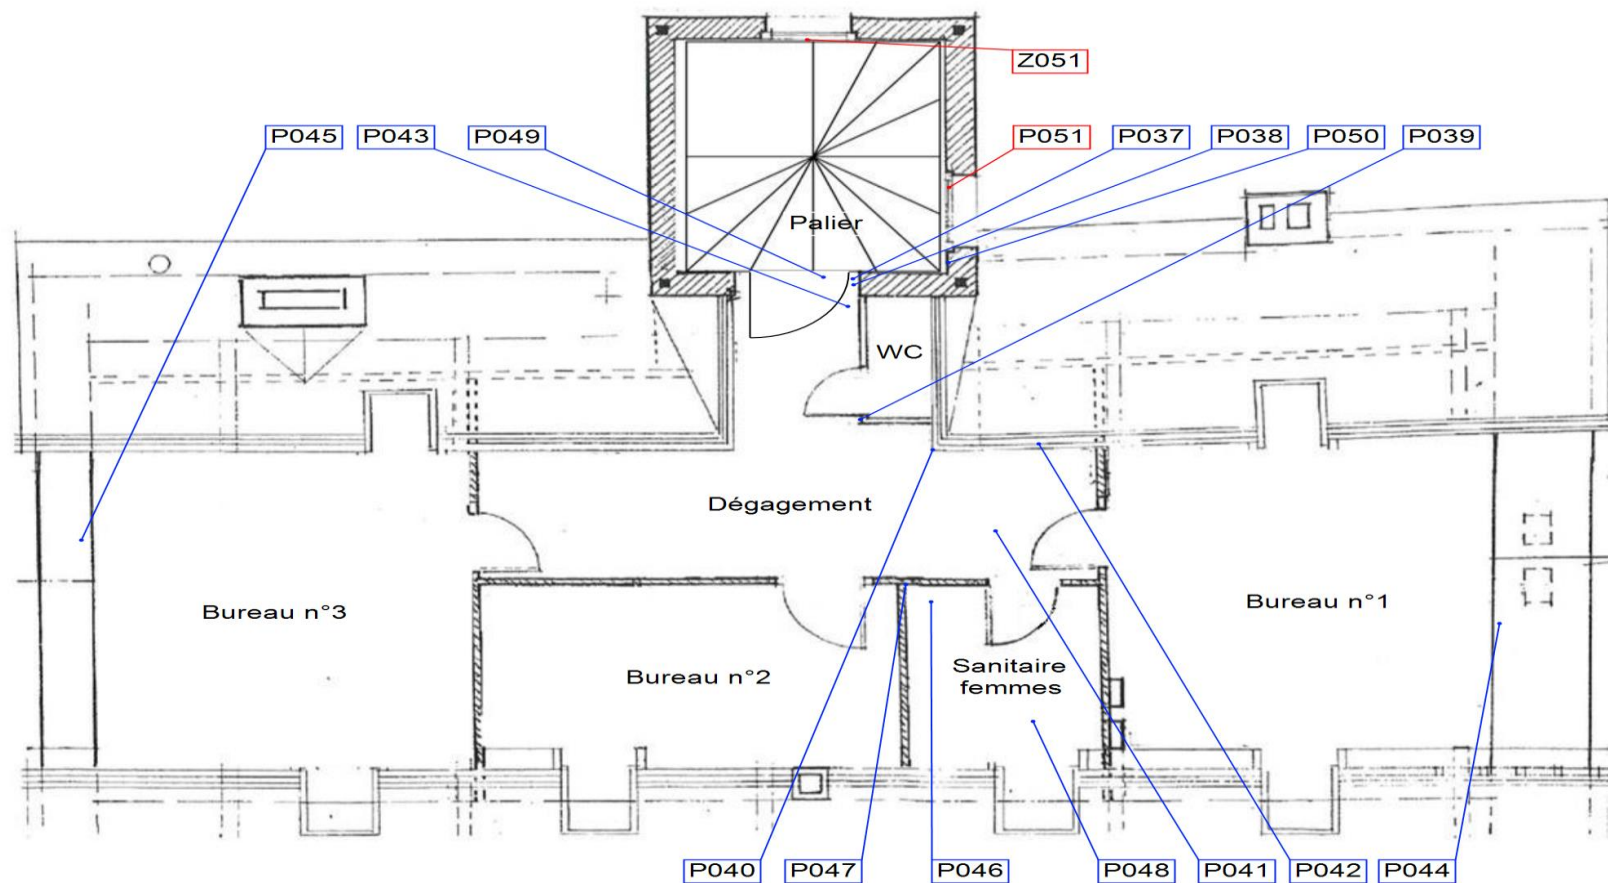 Z051
P045
P043
P049
P051
P037
P038
P050
P039
Palier
WC
Dégagement
Bureau n°3
Bureau n°1
Bureau n°2
Sanitaire
femmes
P040
P047
P046
P048
P041
P042
P044